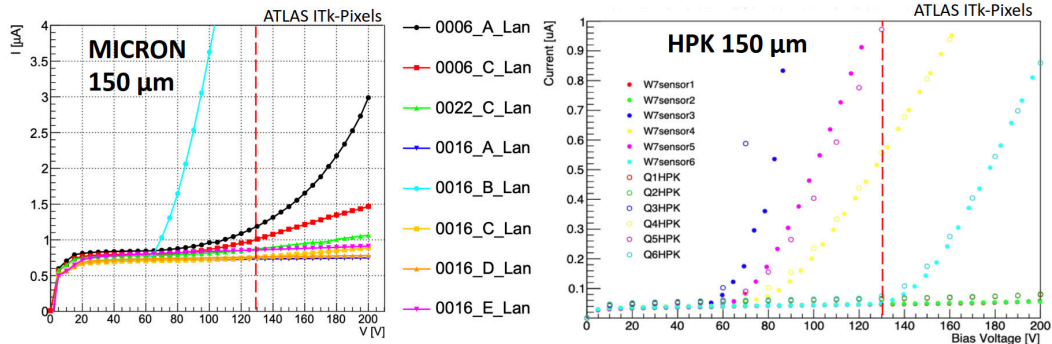 ATLAS ITk-Pixels
I [µA]
MICRON
150 µm
4
3.5
3
2.5
2
1.5
1
0.5
0
0 20 40 60 80 100 120 140 160 180 200
V [V]
0006_A_Lan
0006_C_Lan
0022_C_Lan
0016_A_Lan
0016_B_Lan
0016_C_Lan
0016_D_Lan
0016_E_Lan
ATLAS ITk-Pixels
Current [uA]
HPK 150 µm
1
0.9
0.8
0.7
0.6
0.5
0.4
0.3
0.2
0.1
0 20 40 60 80 100 120 140 160 180 200
Bias Voltage [V]
W7sensor1
W7sensor2
W7sensor3
W7sensor4
W7sensor5
W7sensor6
Q1HPK
Q2HPK
Q3HPK
Q4HPK
Q5HPK
Q6HPK